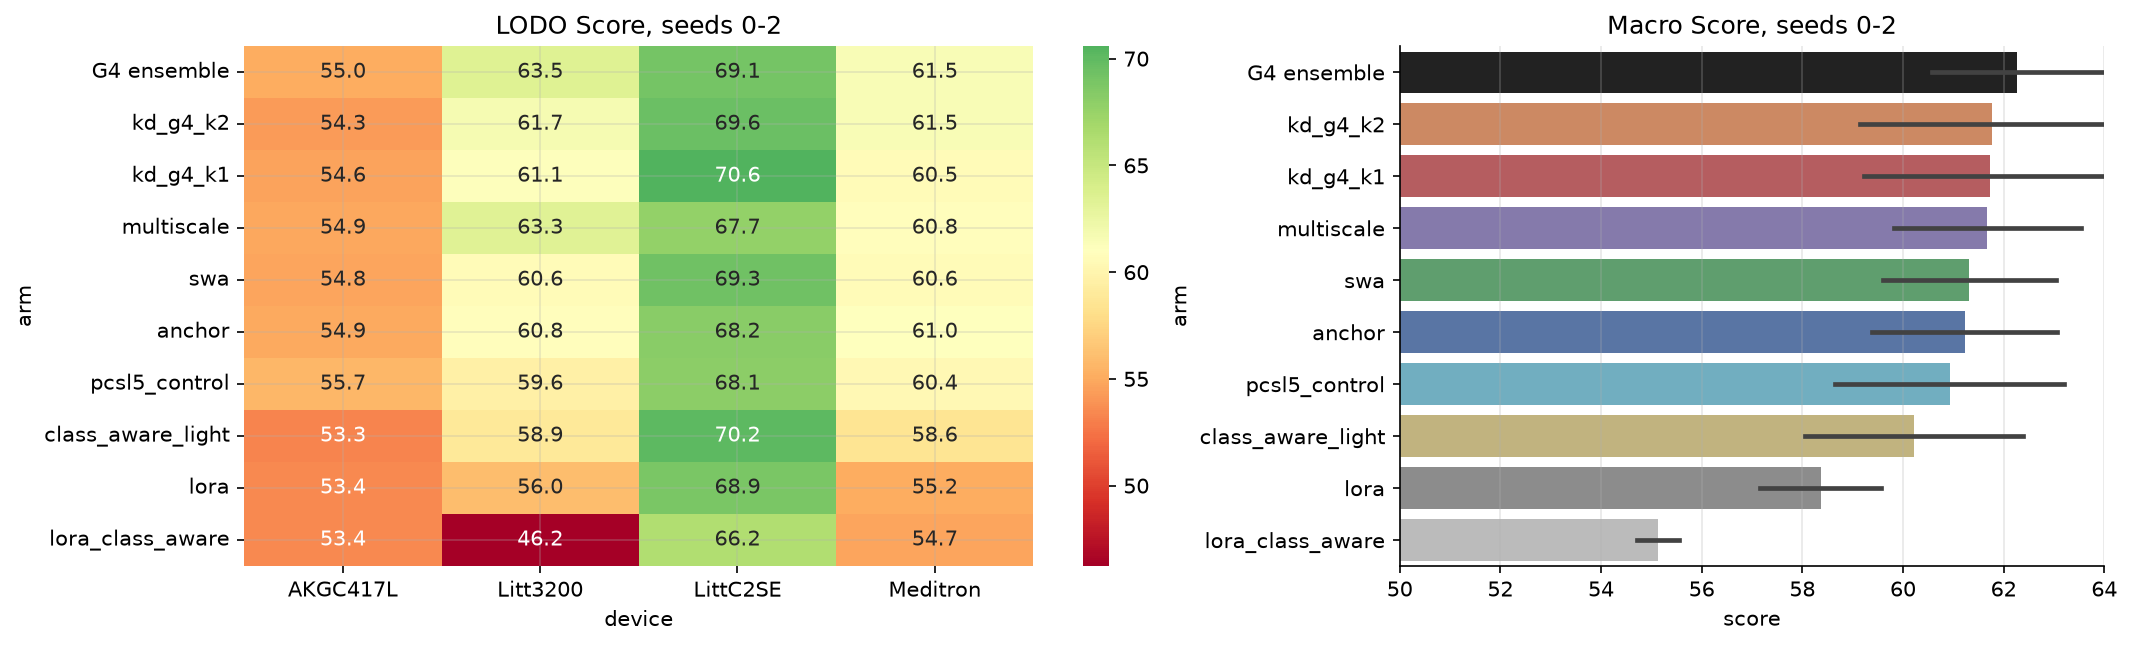 LODO Score, seeds 0-2
arm
G4 ensemble 55.0 63.5 69.1 61.5
kd_g4_k2 54.3 61.7 69.6 61.5
kd_g4_k1 54.6 61.1 70.6 60.5
multiscale 54.9 63.3 67.7 60.8
swa 54.8 60.6 69.3 60.6
anchor 54.9 60.8 68.2 61.0
pcsl5_control 55.7 59.6 68.1 60.4
class_aware_light 53.3 58.9 70.2 58.6
lora 53.4 56.0 68.9 55.2
lora_class_aware 53.4 46.2 66.2 54.7
AKGC417L Litt3200 LittC2SE Meditron
device
70
65
60
55
50
Macro Score, seeds 0-2
arm
G4 ensemble
kd_g4_k2
kd_g4_k1
multiscale
swa
anchor
pcsl5_control
class_aware_light
lora
lora_class_aware
50 52 54 56 58 60 62 64
score